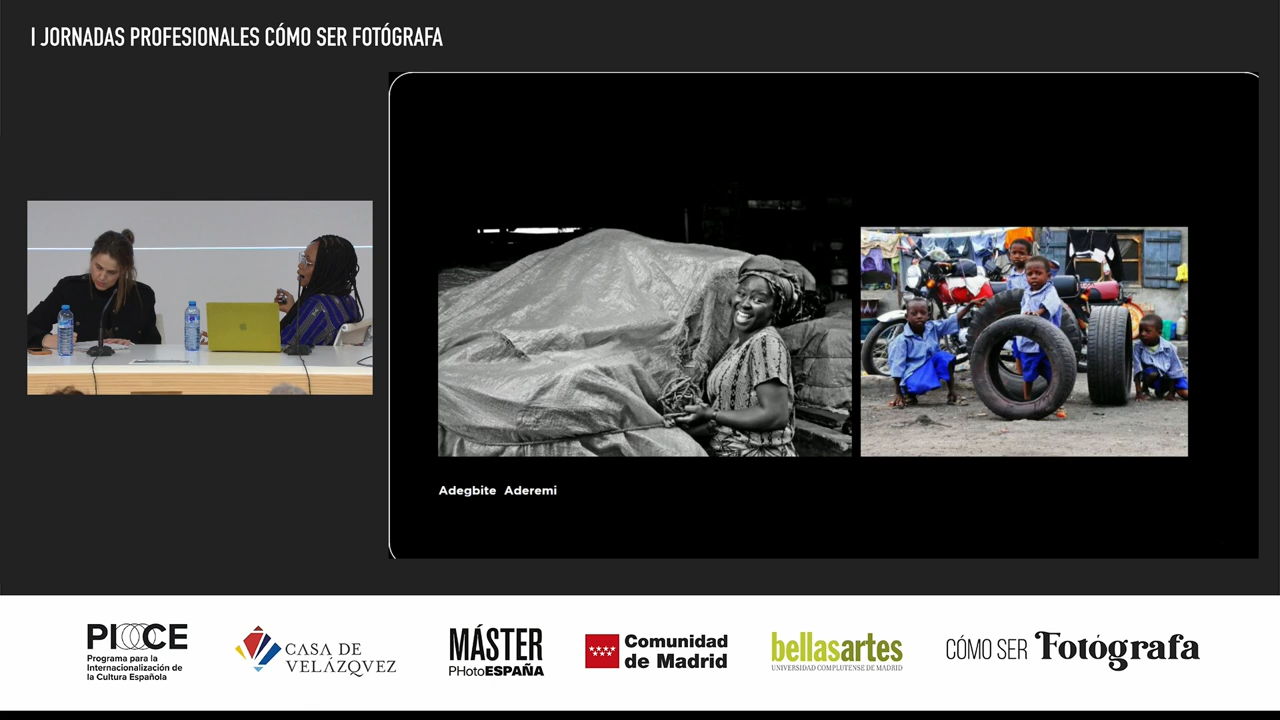 I JORNADAS PROFESIONALES CÓMO SER FOTÓGRAFA
Adegbite Aderemi
PICE
Programa para la
Internacionalización de
la Cultura Española
CASA DE
VELÁZQVEZ
MÁSTER
PHotoESPAÑA
Comunidad
de Madrid
bellasartes
UNIVERSIDAD COMPLUTENSE DE MADRID
CÓMO SER Fotógrafa